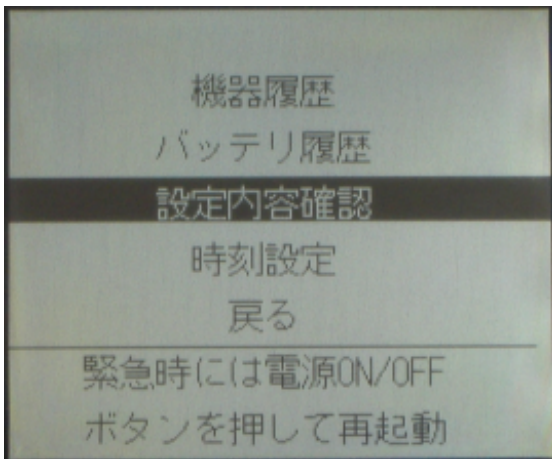 機器履歴
バッテリ履歴
設定内容確認
時刻設定
戻る
緊急時には電源ON/OFF
ボタンを押して再起動